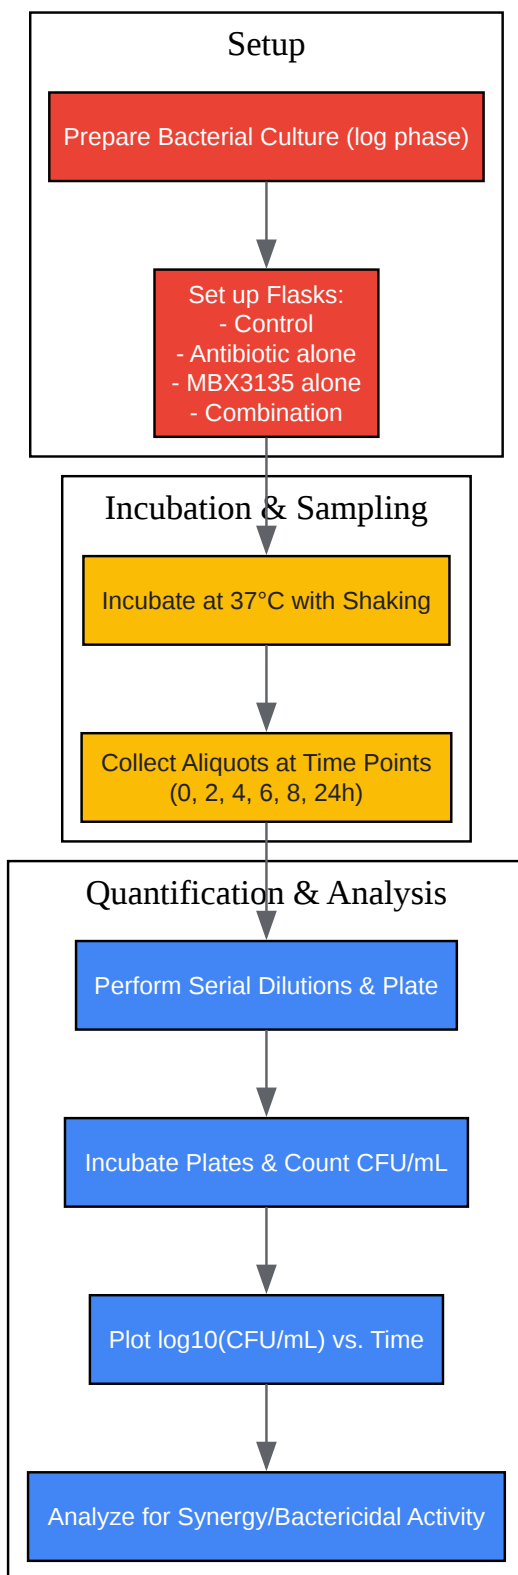 Setup
Prepare Bacterial Culture (log phase)
Set up Flasks:
- Control
- Antibiotic alone
- MBX3135 alone
- Combination
Incubation & Sampling
Incubate at 37°C with Shaking
Collect Aliquots at Time Points
(0, 2, 4, 6, 8, 24h)
Quantification & Analysis
Perform Serial Dilutions & Plate
Incubate Plates & Count CFU/mL
Plot log10(CFU/mL) vs. Time
Analyze for Synergy/Bactericidal Activity